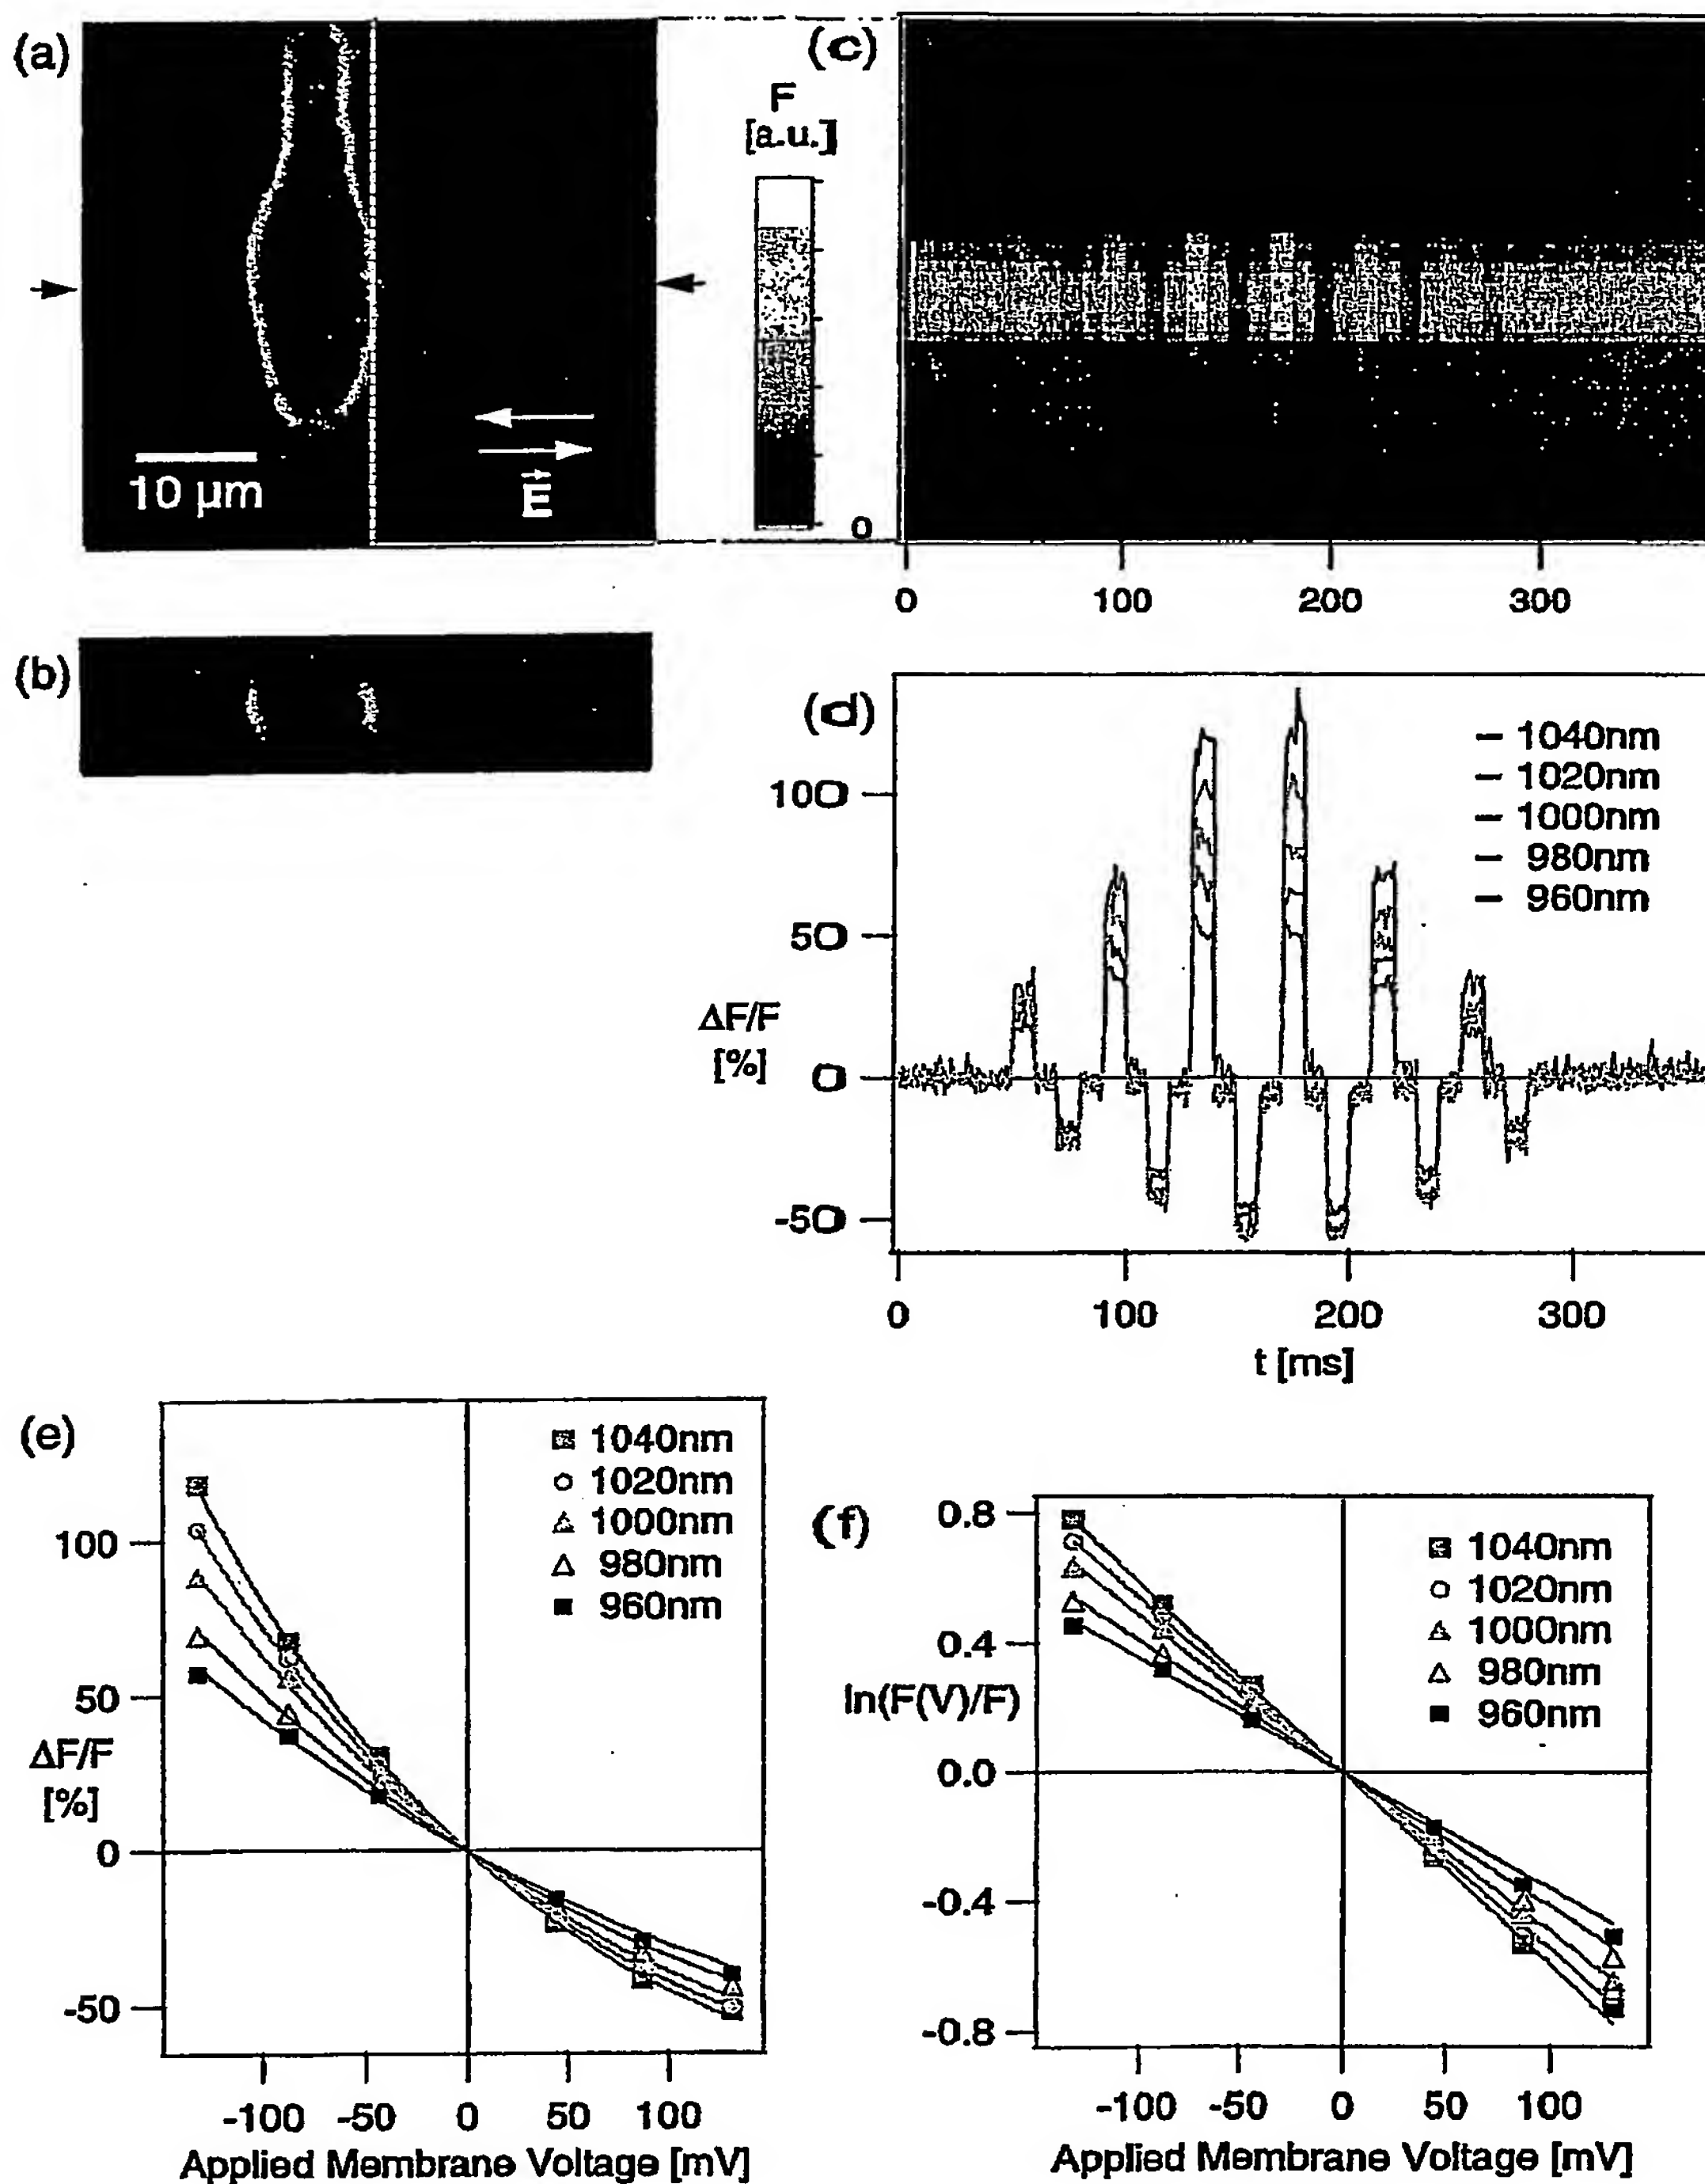 (a)
10 µm
E
(b)
(c)
F
[a.u.]
0
0 100 200 300
(d)
1040nm
1020nm
1000nm
980nm
960nm
100
50
0
-50
ΔF/F
[%]
0 100 200 300
t [ms]
(e)
1040nm
1020nm
1000nm
980nm
960nm
100
50
0
-50
ΔF/F
[%]
-100 -50 0 50 100
Applied Membrane Voltage [mV]
(f)
1040nm
1020nm
1000nm
980nm
960nm
0.8
0.4
0.0
-0.4
-0.8
ln(F(V)/F)
-100 -50 0 50 100
Applied Membrane Voltage [mV]